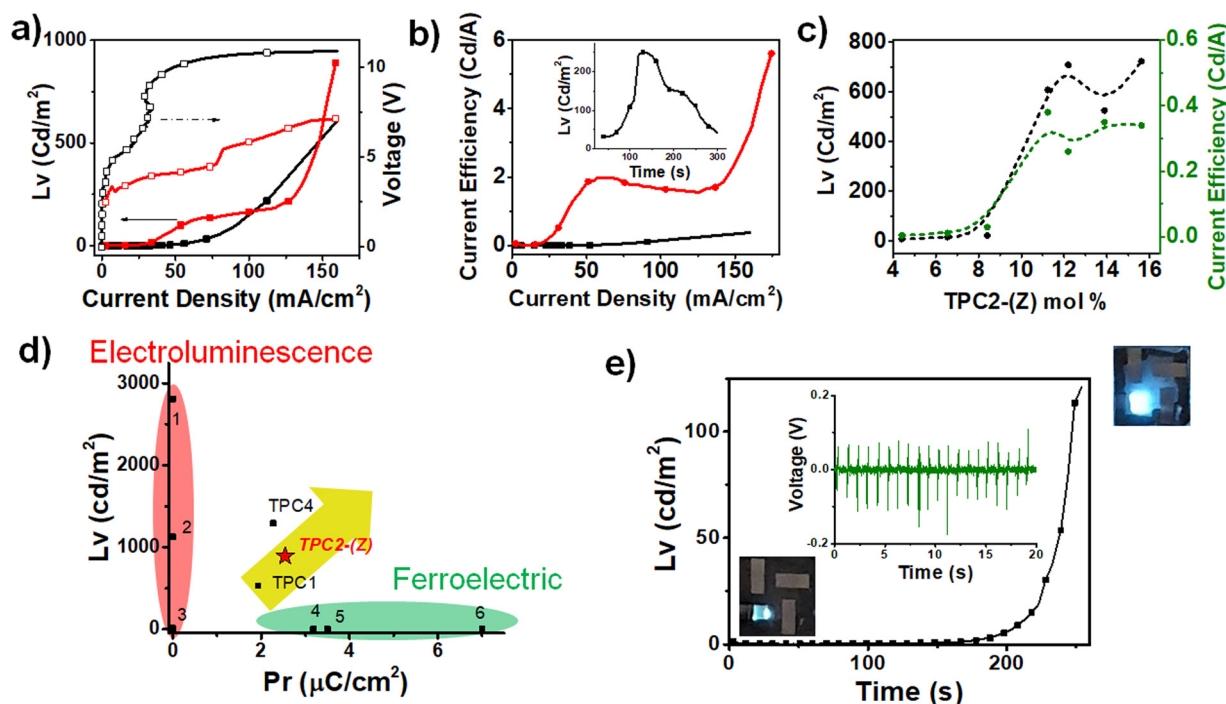 a)
1000
750
500
250
0
Lv (Cd/m²)
10
5
0
Voltage (V)
0 50 100 150
Current Density (mA/cm²)
b)
6
4
2
0
Current Efficiency (Cd/A)
200
0
Lv (Cd/m²)
100 200 300
Time (s)
0 50 100 150
Current Density (mA/cm²)
c)
800
600
400
200
0
Lv (Cd/m²)
0.6
0.4
0.2
0.0
Current Efficiency (Cd/A)
4 6 8 10 12 14 16
TPC2-(Z) mol %
d)
Electroluminescence
3000
2000
1000
0
Lv (cd/m²)
1
2
3
TPC4
TPC2-(Z)
TPC1
Ferroelectric
4 5 6
0 2 4 6
Pr (μC/cm²)
e)
100
50
0
Lv (cd/m²)
0.2
0.0
-0.2
Voltage (V)
0 5 10 15 20
Time (s)
0 100 200
Time (s)